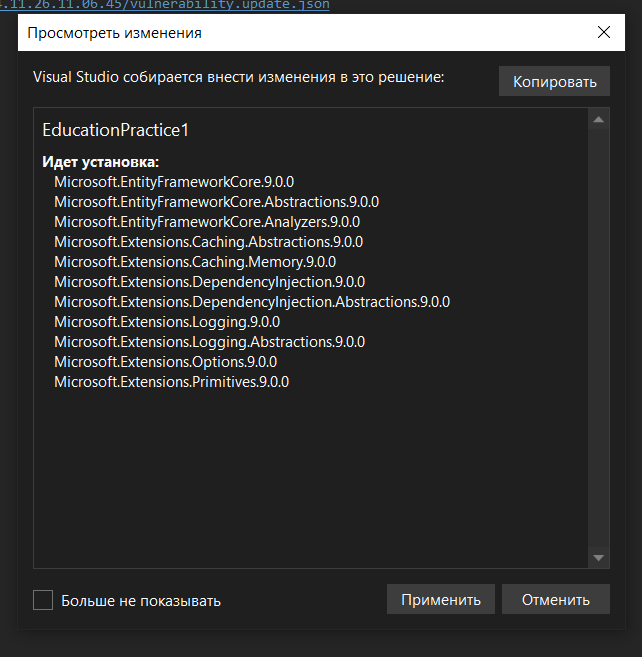 4.11.26.11.06.45/vulnerability.update.json
Просмотреть изменения
Visual Studio собирается внести изменения в это решение:
Копировать
EducationPractice1
Идет установка:
Microsoft.EntityFrameworkCore.9.0.0
Microsoft.EntityFrameworkCore.Abstractions.9.0.0
Microsoft.EntityFrameworkCore.Analyzers.9.0.0
Microsoft.Extensions.Caching.Abstractions.9.0.0
Microsoft.Extensions.Caching.Memory.9.0.0
Microsoft.Extensions.DependencyInjection.9.0.0
Microsoft.Extensions.DependencyInjection.Abstractions.9.0.0
Microsoft.Extensions.Logging.9.0.0
Microsoft.Extensions.Logging.Abstractions.9.0.0
Microsoft.Extensions.Options.9.0.0
Microsoft.Extensions.Primitives.9.0.0
Больше не показывать
Применить
Отменить